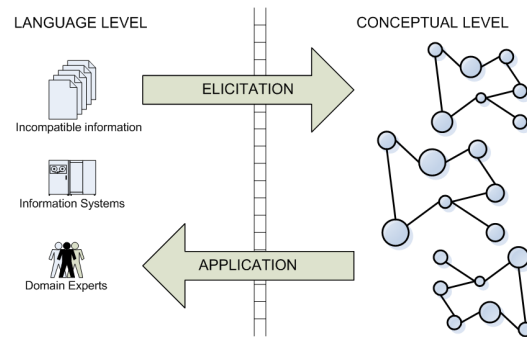 LANGUAGE LEVEL
CONCEPTUAL LEVEL
ELICITATION
Incompatible information
Information Systems
APPLICATION
Domain Experts